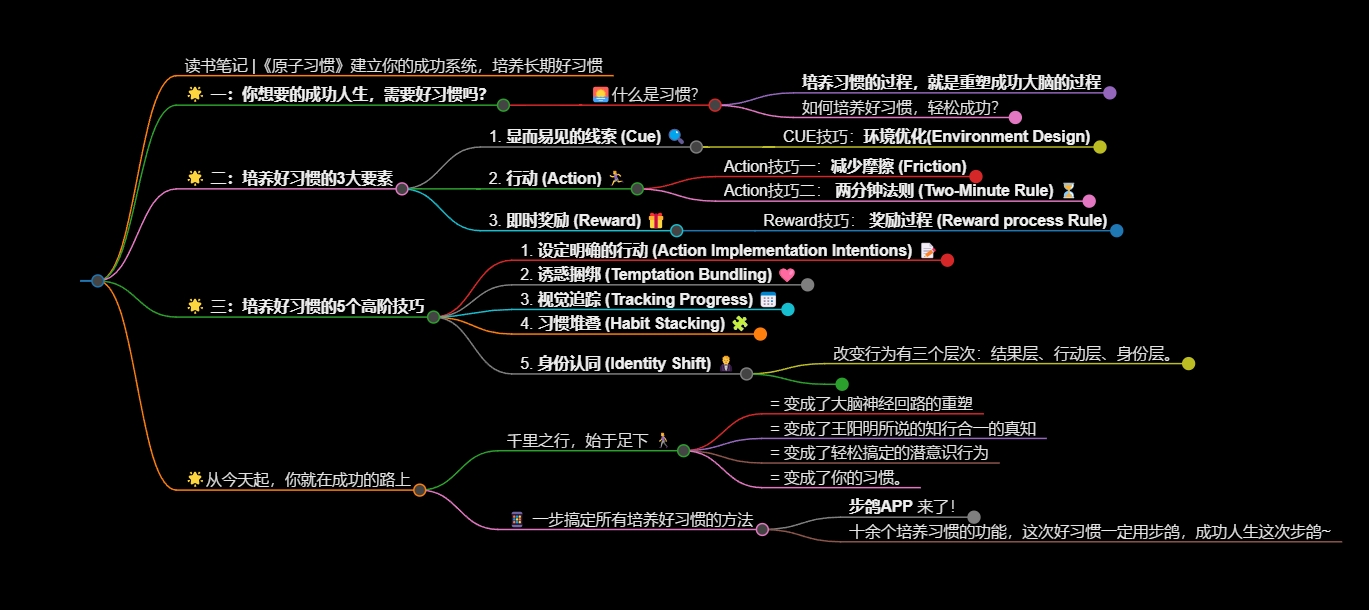 读书笔记 |《原子习惯》建立你的成功系统，培养长期好习惯
🌟 一：你想要的成功人生，需要好习惯吗?
🌅 什么是习惯?
培养习惯的过程，就是重塑成功大脑的过程
如何培养好习惯，轻松成功?
🌟 二：培养好习惯的3大要素
1. 显而易见的线索 (Cue) 🔍
CUE技巧：环境优化(Environment Design)
2. 行动 (Action) 🏃
Action技巧一：减少摩擦 (Friction)
Action技巧二： 两分钟法则 (Two-Minute Rule) ⏳
3. 即时奖励 (Reward) 🎁
Reward技巧： 奖励过程 (Reward process Rule)
🌟 三：培养好习惯的5个高阶技巧
1. 设定明确的行动 (Action Implementation Intentions) 📝
2. 诱惑捆绑 (Temptation Bundling) 💗
3. 视觉追踪 (Tracking Progress) 📅
4. 习惯堆叠 (Habit Stacking) 🧩
5. 身份认同 (Identity Shift) 🤵
改变行为有三个层次：结果层、行动层、身份层。
🌟 从今天起，你就在成功的路上
千里之行，始于足下 🚶
= 变成了大脑神经回路的重塑
= 变成了王阳明所说的知行合一的真知
= 变成了轻松搞定的潜意识行为
= 变成了你的习惯。
📱 一步搞定所有培养好习惯的方法
步鸽APP 来了!
十余个培养习惯的功能，这次好习惯一定用步鸽，成功人生这次步鸽~